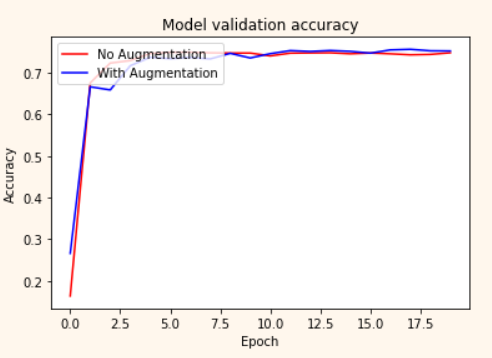 Model validation accuracy
No Augmentation
With Augmentation
0.7
0.6
0.5
0.4
0.3
0.2
Accuracy
0.0 2.5 5.0 7.5 10.0 12.5 15.0 17.5
Epoch